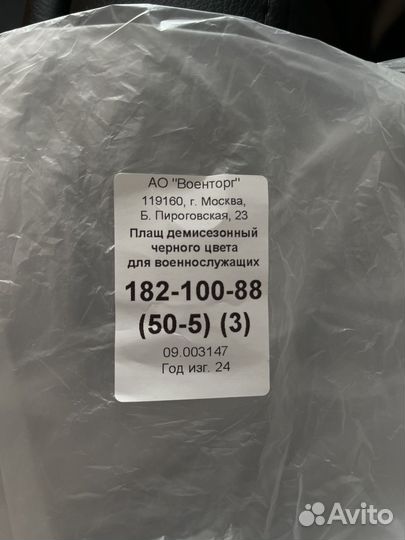 АО "Военторг"
119160, г. Москва,
Б. Пироговская, 23
Плащ демисезонный
черного цвета
для военнослужащих
182-100-88
(50-5) (3)
09.003147
Год изг. 24
Avito